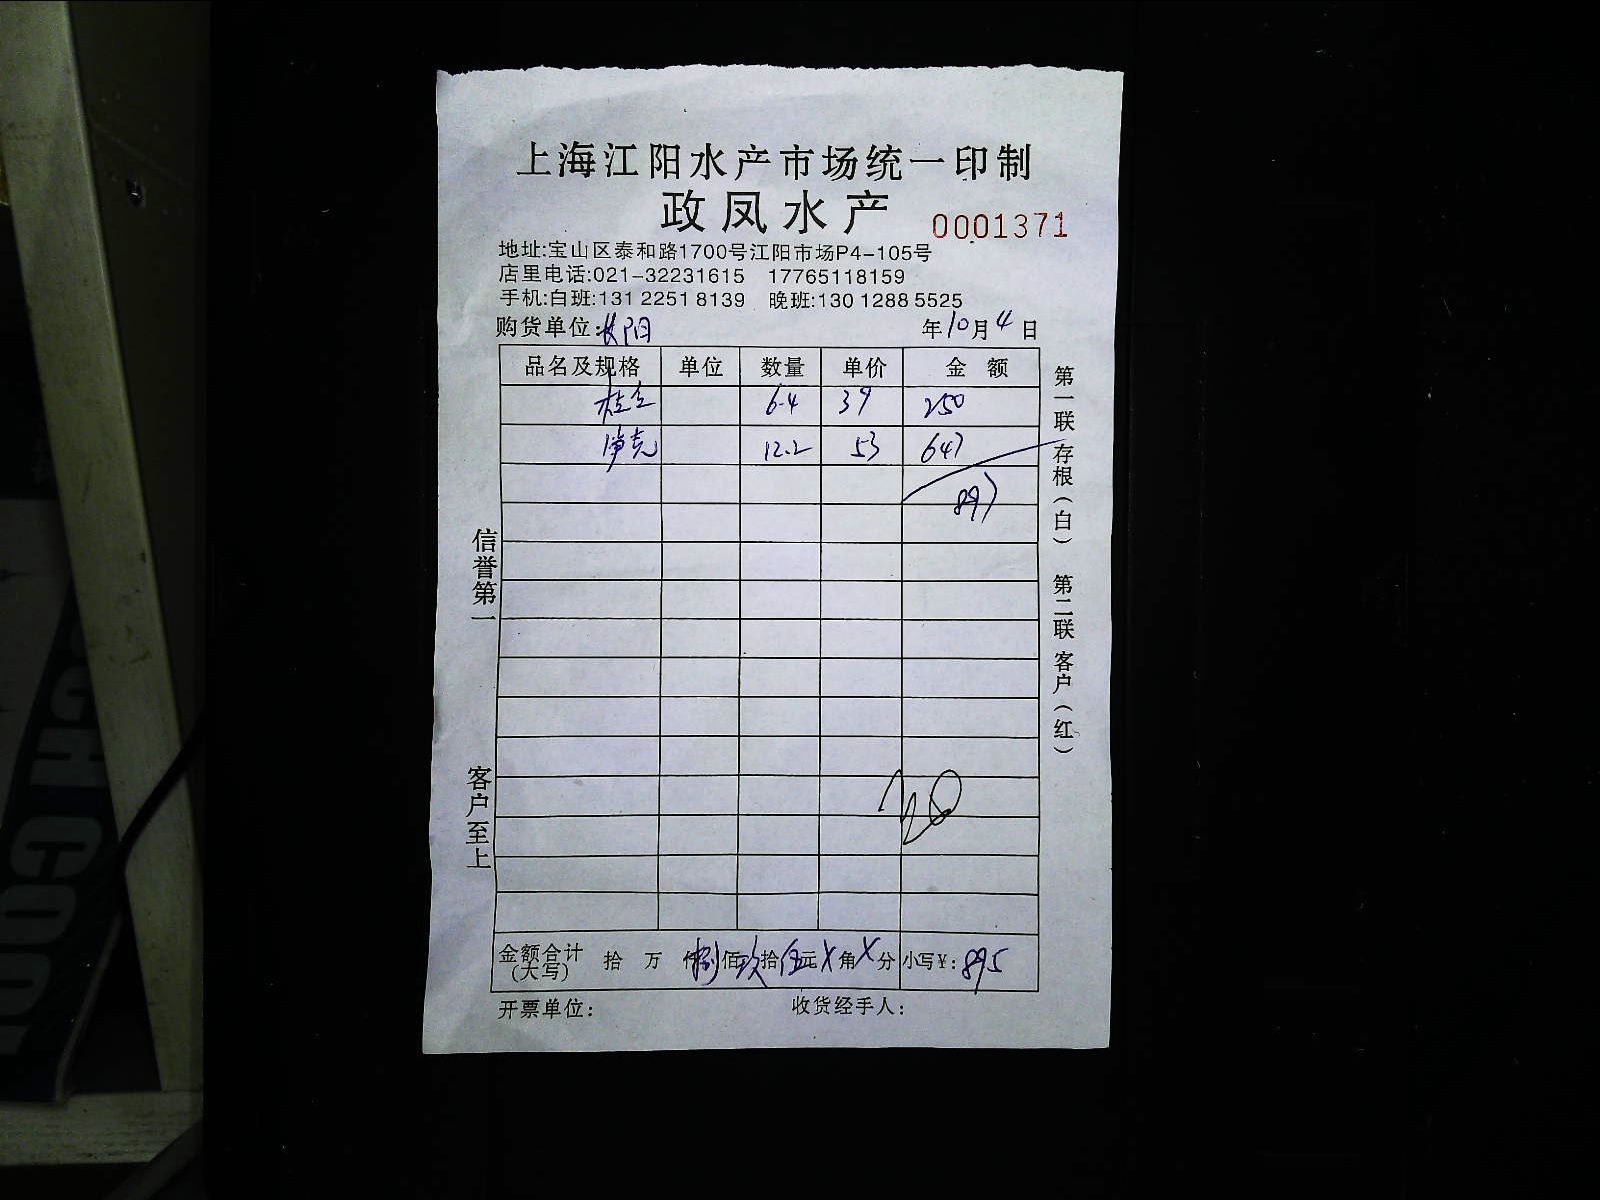 上海江阳水产市场统一印制
政凤水产 0001371
地址:宝山区泰和路1700号江阳市场P4-105号
店里电话:021-32231615 17765118159
手机:白班:131 2251 8139 晚班:130 1288 5525
购货单位:长阳 年10月4日
品名及规格 单位 数量 单价 金额
6.4 39 250
12.2 53 647
897
金额合计(大写) 拾 万 仟捌佰玖拾伍元X角X分 小写¥:895
开票单位: 收货经手人:
信誉第一
客户至上
第一联 存根(白) 第二联 客户(红)